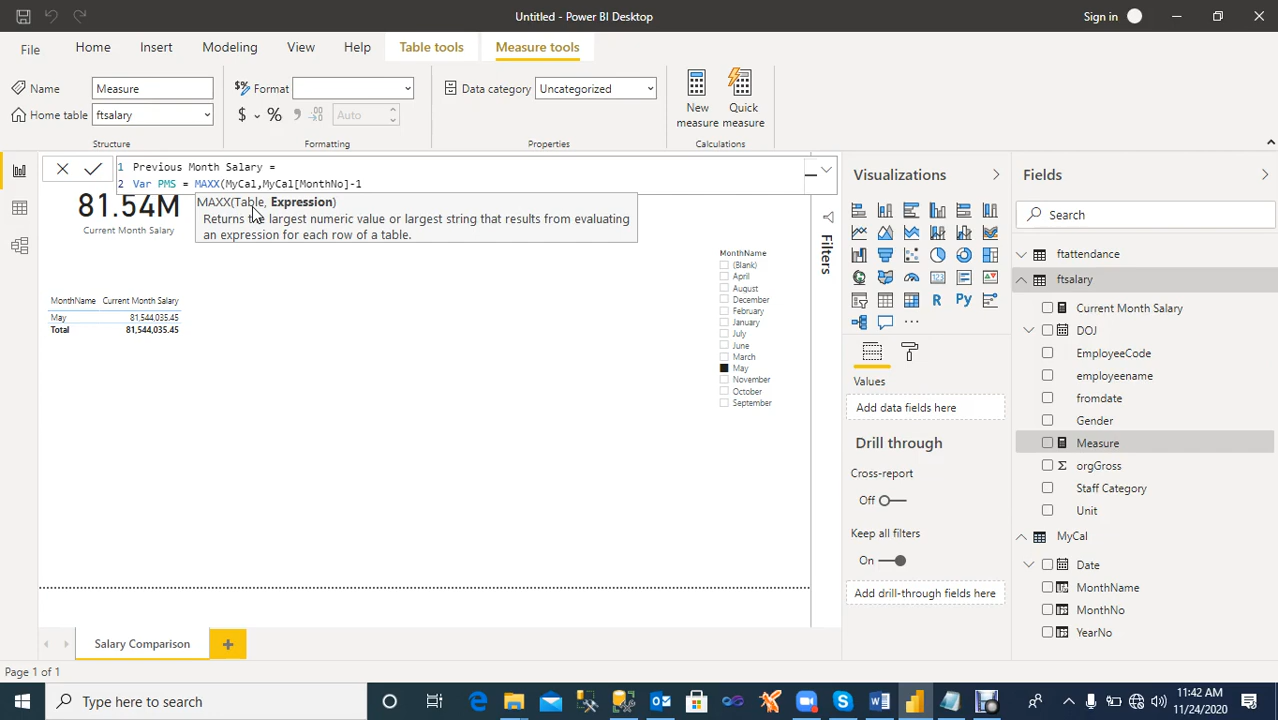 Untitled - Power BI Desktop
Sign in
File
Home
Insert
Modeling
View
Help
Table tools
Measure tools
Name
Measure
Home table
ftsalary
Structure
Format
$ % 9 Auto
Formatting
Data category
Uncategorized
Properties
New measure
Quick measure
Calculations
1 Previous Month Salary =
2 Var PMS = MAXX(MyCal,MyCal[MonthNo]-1
MAXX(Table, Expression)
Returns the largest numeric value or largest string that results from evaluating
an expression for each row of a table.
81.54M
Current Month Salary
MonthName Current Month Salary
May 81,544,035.45
Total 81,544,035.45
MonthName
(Blank)
April
August
December
February
January
July
June
March
May
November
October
September
Filters
Visualizations
R Py
Values
Add data fields here
Drill through
Cross-report
Off
Keep all filters
On
Add drill-through fields here
Fields
Search
ftattendance
ftsalary
Current Month Salary
DOJ
EmployeeCode
employeename
fromdate
Gender
Measure
orgGross
Staff Category
Unit
MyCal
Date
MonthName
MonthNo
YearNo
Salary Comparison
Page 1 of 1
Type here to search
11:42 AM
11/24/2020